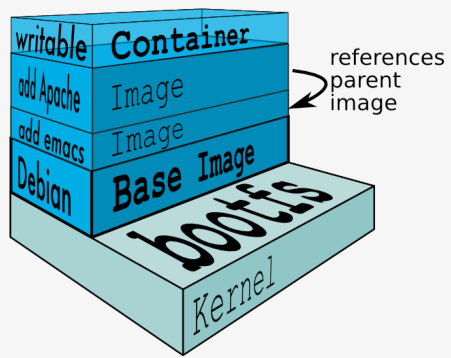 writable Container
add Apache Image
add emacs Image
Debian Base Image
bootfs
Kernel
references
parent
image